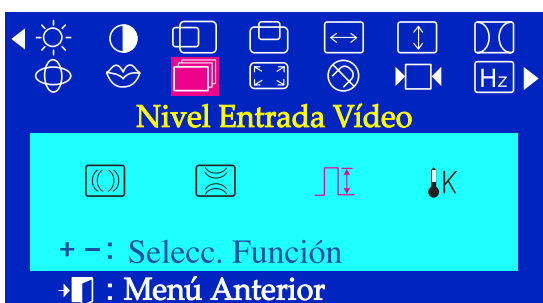 Hz
Nivel Entrada Vídeo
K
+ -: Selecc. Función
: Menú Anterior